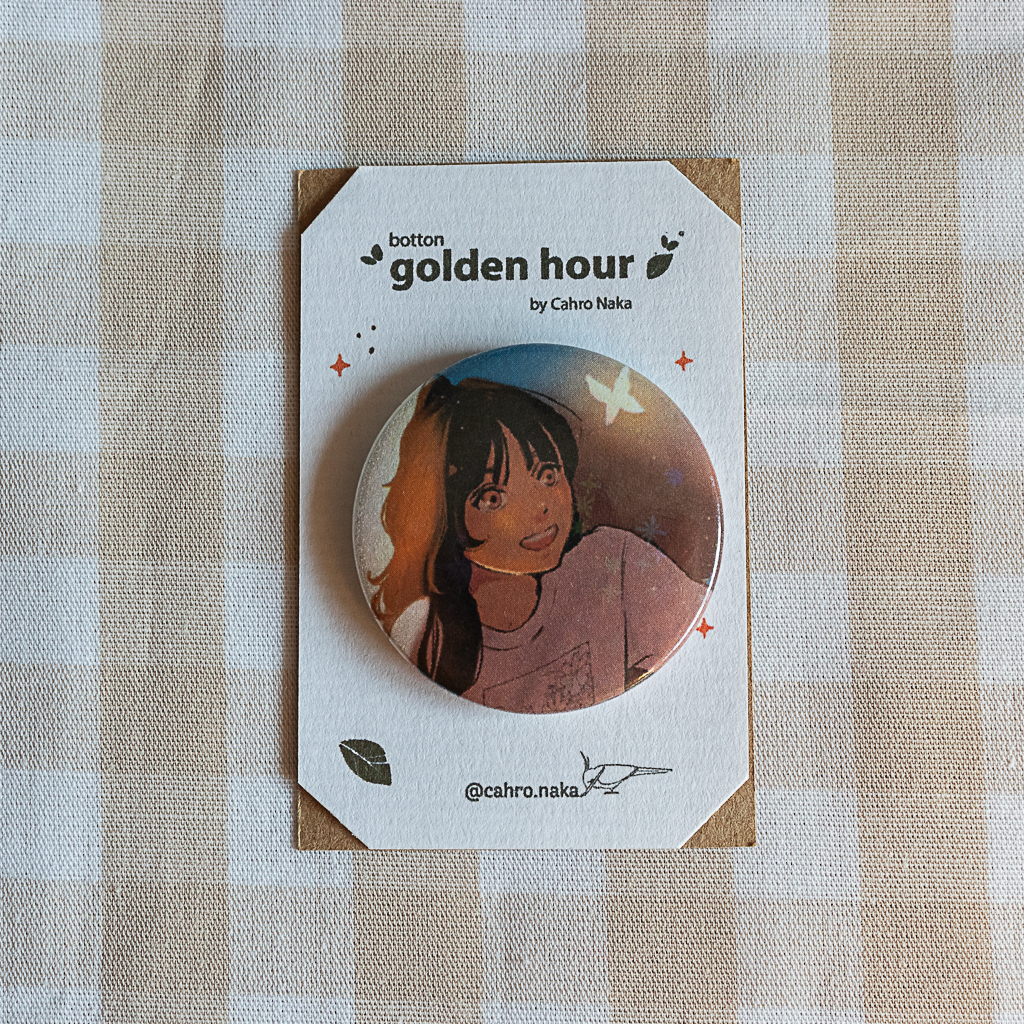 botton
golden hour
by Cahro Naka
@cahro.naka